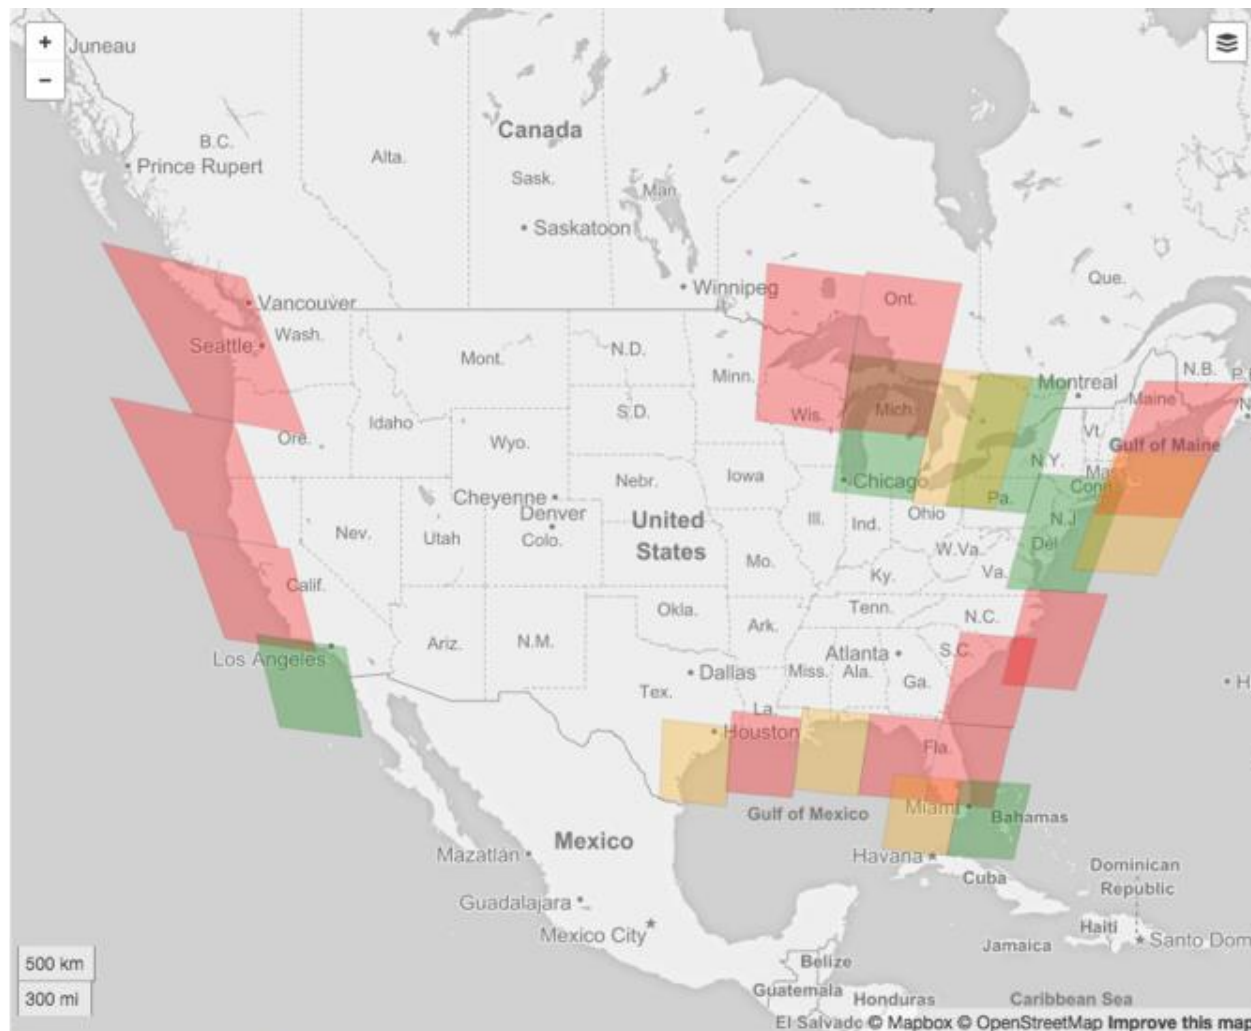 Hudson Bay
+
Juneau
−
Canada
B.C.
Prince Rupert
Alta.
Sask.
Man.
Saskatoon
Que.
Winnipeg
Ont.
Vancouver
Wash.
Seattle
Mont.
N.D.
Minn.
Montreal
N.B.
Maine
Ore.
Idaho
S.D.
Wis.
Mich.
Vt.
Gulf of Maine
Wyo.
N.Y.
Mas
Conn
Nebr.
Iowa
Chicago
Cheyenne
Denver
Colo.
United
States
Ill.
Ind.
Ohio
Pa.
N.J
Del
Nev.
Utah
W.Va.
Va.
Calif.
Mo.
Ky.
Okla.
Ark.
Tenn.
N.C.
Ariz.
N.M.
Los Angeles
Dallas
Miss.
Ala.
Atlanta
Ga.
S.C.
Tex.
La.
Houston
Fla.
Gulf of Mexico
Miami
Bahamas
Mexico
Mazatlán
Havana
Cuba
Dominican
Republic
Guadalajara
Mexico City
Haiti
Santo Dom
Jamaica
500 km
300 mi
Belize
Guatemala
Honduras
Caribbean Sea
El Salvado © Mapbox © OpenStreetMap Improve this map